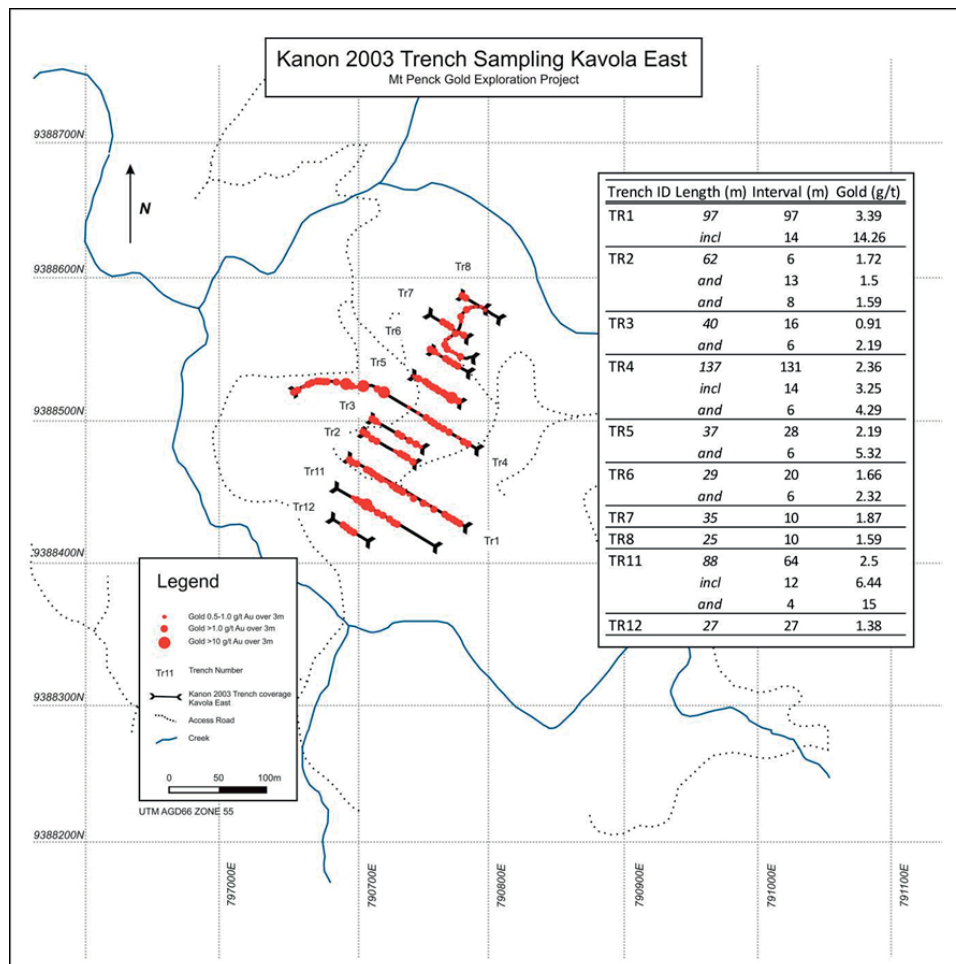 Kanon 2003 Trench Sampling Kavola East
Mt Penck Gold Exploration Project
9388700N
9388600N
9388500N
9388400N
9388300N
9388200N
N
Tr8
Tr7
Tr6
Tr5
Tr3
Tr2
Tr4
Tr11
Tr12
Tr1
Trench ID Length (m) Interval (m) Gold (g/t)
TR1 97 97 3.39
incl 14 14.26
TR2 62 6 1.72
and 13 1.5
and 8 1.59
TR3 40 16 0.91
and 6 2.19
TR4 137 131 2.36
incl 14 3.25
and 6 4.29
TR5 37 28 2.19
and 6 5.32
TR6 29 20 1.66
and 6 2.32
TR7 35 10 1.87
TR8 25 10 1.59
TR11 88 64 2.5
incl 12 6.44
and 4 15
TR12 27 27 1.38
Legend
Gold 0.5-1.0 g/t Au over 3m
Gold >1.0 g/t Au over 3m
Gold >10 g/t Au over 3m
Tr11 Trench Number
Kanon 2003 Trench coverage
Kavola East
Access Road
Creek
0 50 100m
UTM AGD66 ZONE 55
797000E
790700E
790800E
790900E
791000E
791100E